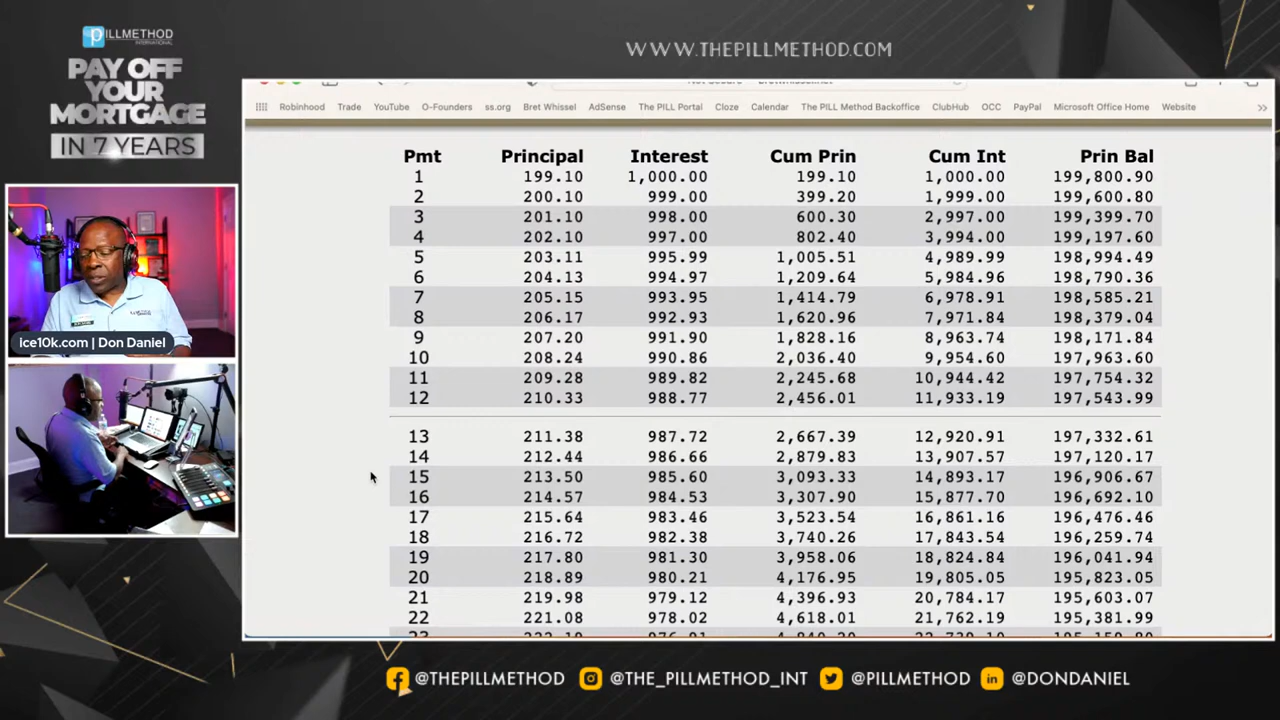 PILLMETHOD
INTERNATIONAL
PAY OFF
YOUR
MORTGAGE
IN 7 YEARS
WWW.THEPILLMETHOD.COM
Robinhood Trade YouTube O-Founders ss.org Bret Whissel AdSense The PILL Portal Cloze Calendar The PILL Method Backoffice ClubHub OCC PayPal Microsoft Office Home Website
Pmt Principal Interest Cum Prin Cum Int Prin Bal
1 199.10 1,000.00 199.10 1,000.00 199,800.90
2 200.10 999.00 399.20 1,999.00 199,600.80
3 201.10 998.00 600.30 2,997.00 199,399.70
4 202.10 997.00 802.40 3,994.00 199,197.60
5 203.11 995.99 1,005.51 4,989.99 198,994.49
6 204.13 994.97 1,209.64 5,984.96 198,790.36
7 205.15 993.95 1,414.79 6,978.91 198,585.21
8 206.17 992.93 1,620.96 7,971.84 198,379.04
9 207.20 991.90 1,828.16 8,963.74 198,171.84
10 208.24 990.86 2,036.40 9,954.60 197,963.60
11 209.28 989.82 2,245.68 10,944.42 197,754.32
12 210.33 988.77 2,456.01 11,933.19 197,543.99
13 211.38 987.72 2,667.39 12,920.91 197,332.61
14 212.44 986.66 2,879.83 13,907.57 197,120.17
15 213.50 985.60 3,093.33 14,893.17 196,906.67
16 214.57 984.53 3,307.90 15,877.70 196,692.10
17 215.64 983.46 3,523.54 16,861.16 196,476.46
18 216.72 982.38 3,740.26 17,843.54 196,259.74
19 217.80 981.30 3,958.06 18,824.84 196,041.94
20 218.89 980.21 4,176.95 19,805.05 195,823.05
21 219.98 979.12 4,396.93 20,784.17 195,603.07
22 221.08 978.02 4,618.01 21,762.19 195,381.99
ice10k.com | Don Daniel
@THEPILLMETHOD @THE_PILLMETHOD_INT @PILLMETHOD @DONDANIEL